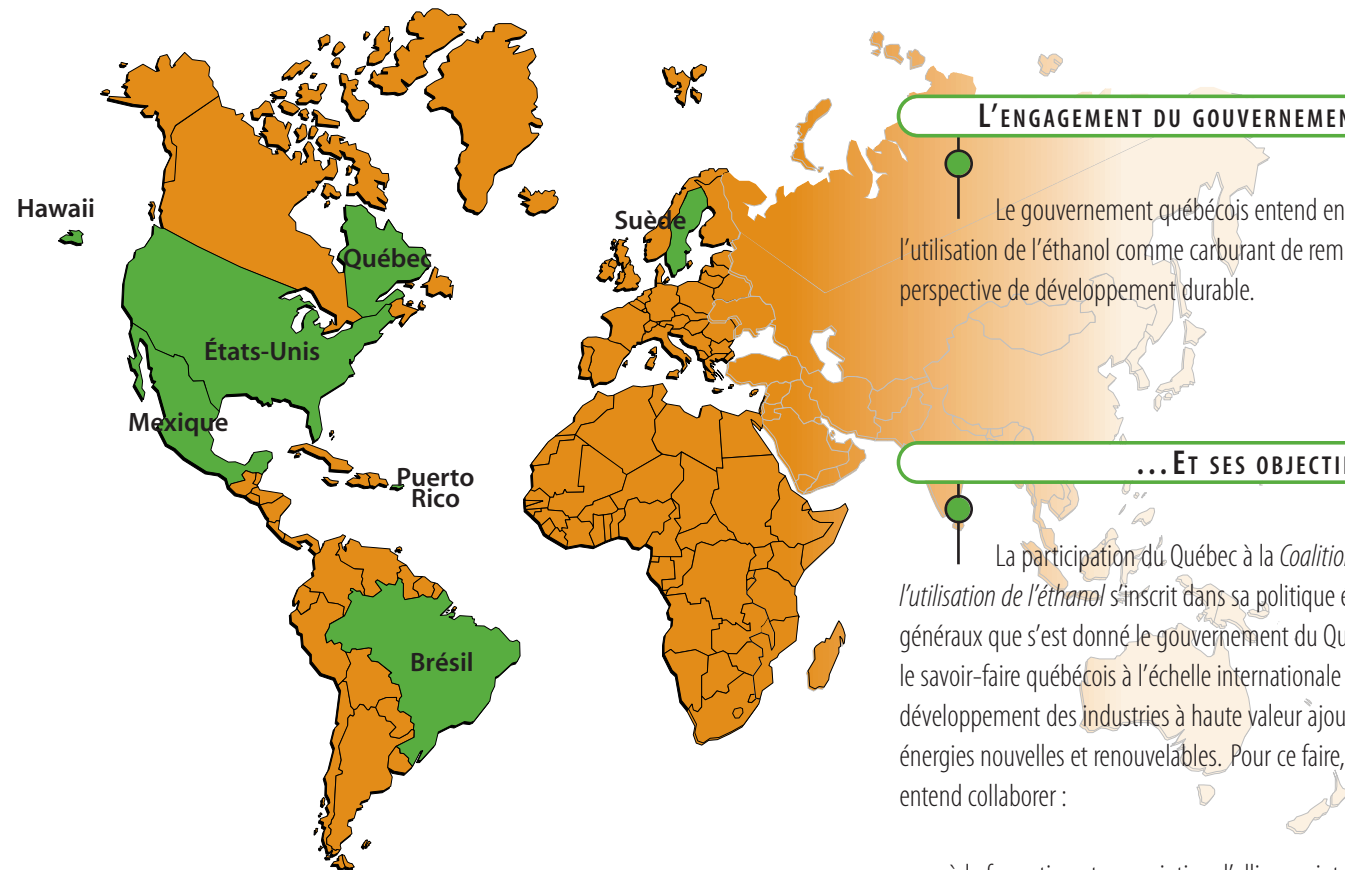 Hawaii
Suède
Québec
États-Unis
Mexique
Puerto
Rico
Brésil
L'ENGAGEMENT DU GOUVERNEMEN
Le gouvernement québécois entend en
l'utilisation de l'éthanol comme carburant de rem
perspective de développement durable.
...ET SES OBJECTI
La participation du Québec à la Coalition
l'utilisation de l'éthanol s'inscrit dans sa politique e
généraux que s'est donné le gouvernement du Qu
le savoir-faire québécois à l'échelle internationale
développement des industries à haute valeur ajou
énergies nouvelles et renouvelables. Pour ce faire,
entend collaborer :